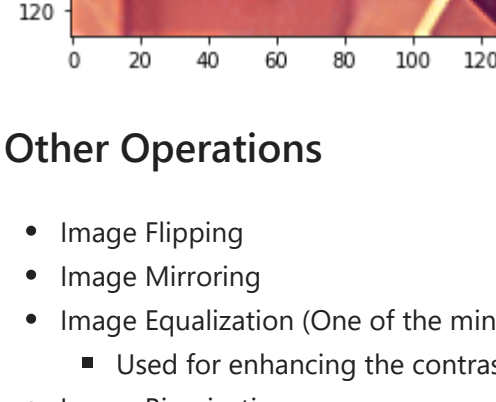 120
0 20 40 60 80 100 120
Other Operations
Image Flipping
Image Mirroring
Image Equalization (One of the min
Used for enhancing the contras